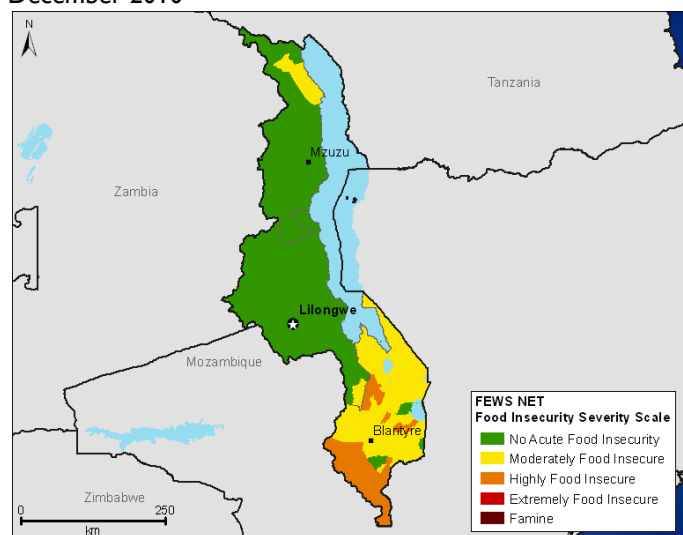 December 2010
N
Tanzania
Mzuzu
Zambia
Lilongwe
Mozambique
Blantyre
Zimbabwe
0 250
km
FEWS NET
Food Insecurity Severity Scale
No Acute Food Insecurity
Moderately Food Insecure
Highly Food Insecure
Extremely Food Insecure
Famine